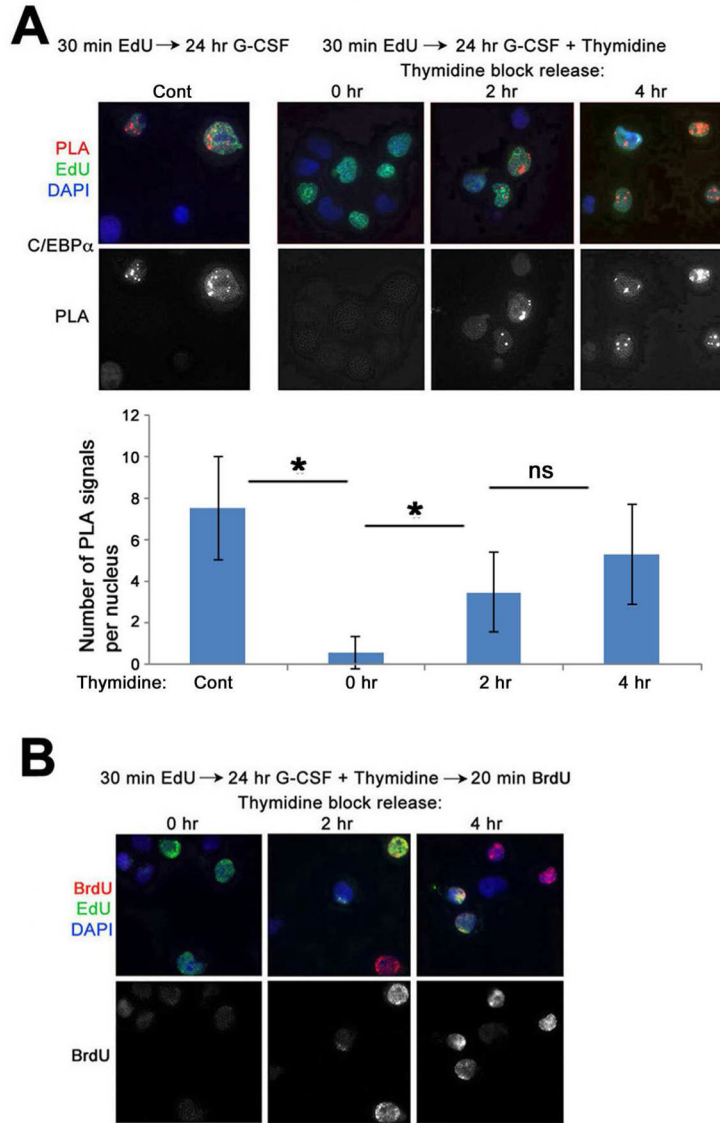 A
30 min EdU → 24 hr G-CSF
30 min EdU → 24 hr G-CSF + Thymidine
Thymidine block release:
Cont
0 hr
2 hr
4 hr
PLA
EdU
DAPI
C/EBPα
PLA
Number of PLA signals
per nucleus
12
10
8
6
4
2
0
*
*
ns
Thymidine:
Cont
0 hr
2 hr
4 hr
B
30 min EdU → 24 hr G-CSF + Thymidine → 20 min BrdU
Thymidine block release:
0 hr
2 hr
4 hr
BrdU
EdU
DAPI
BrdU